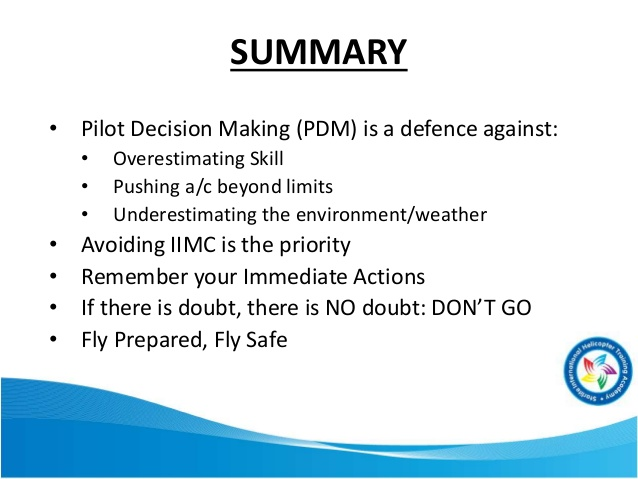 SUMMARY
• Pilot Decision Making (PDM) is a defence against:
• Overestimating Skill
• Pushing a/c beyond limits
• Underestimating the environment/weather
• Avoiding IIMC is the priority
• Remember your Immediate Actions
• If there is doubt, there is NO doubt: DON'T GO
• Fly Prepared, Fly Safe
Starlite International Helicopter Training Academy